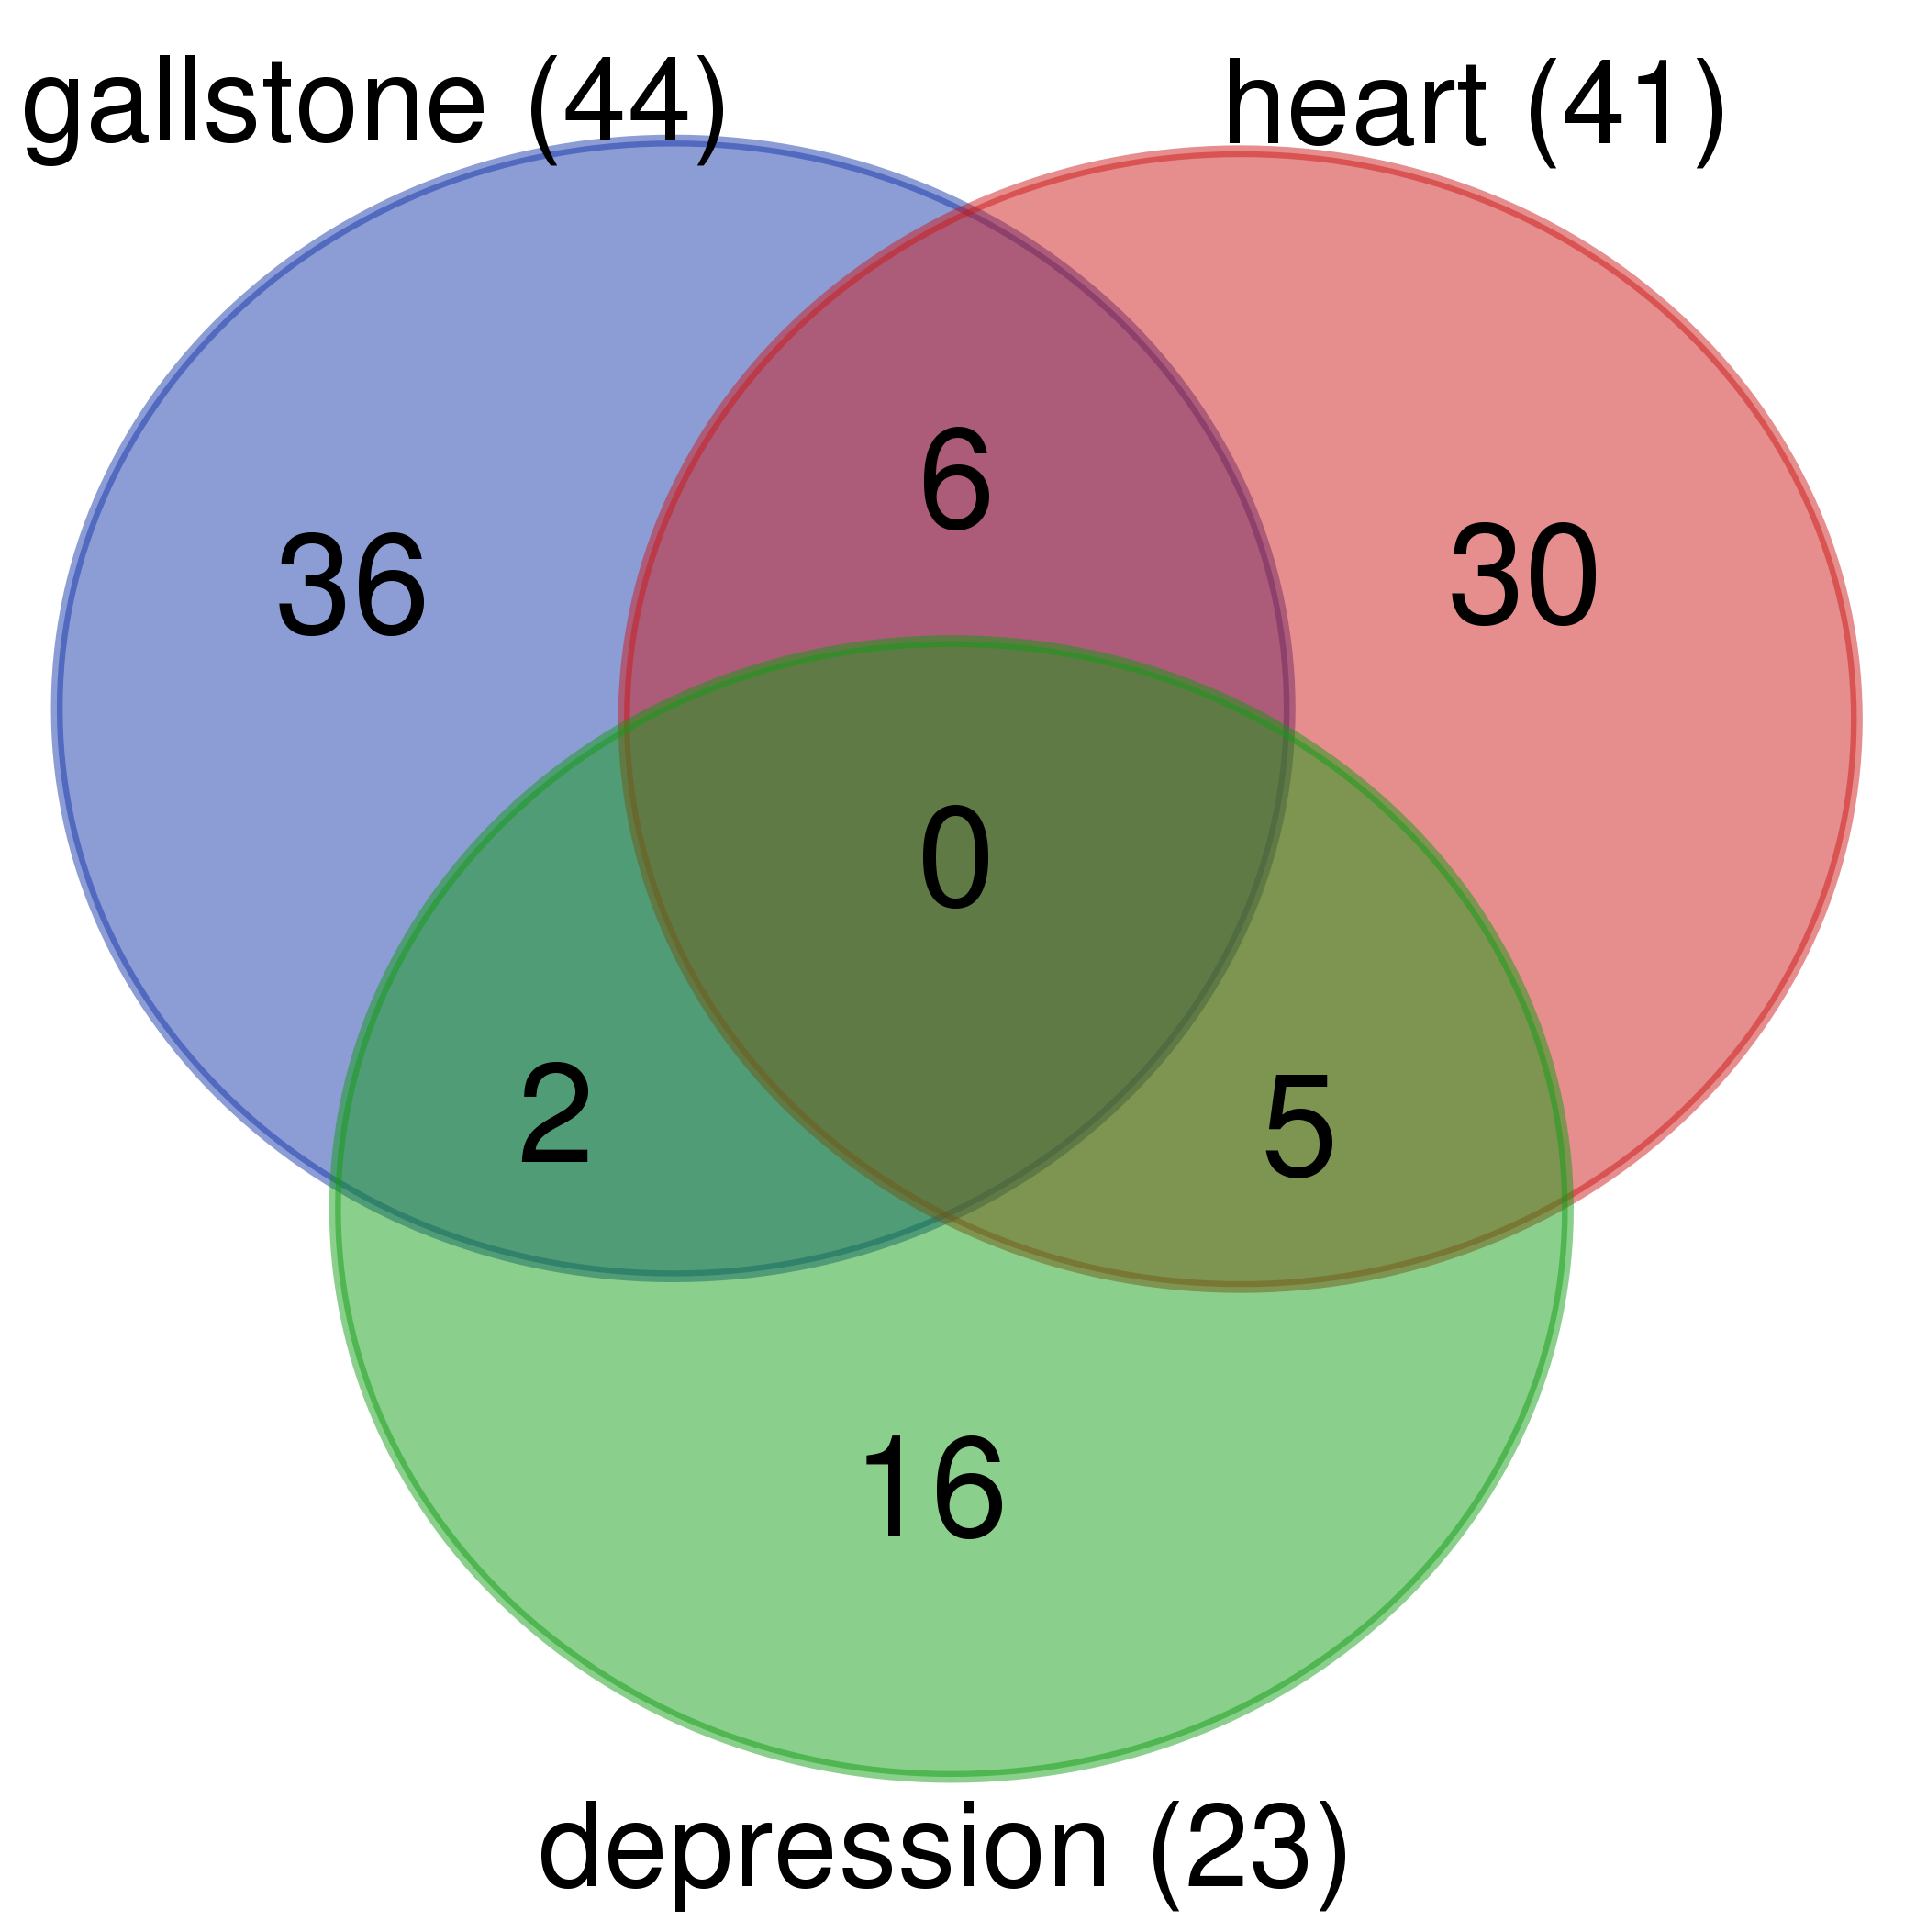 gallstone (44)
heart (41)
6
36
30
0
2
5
16
depression (23)